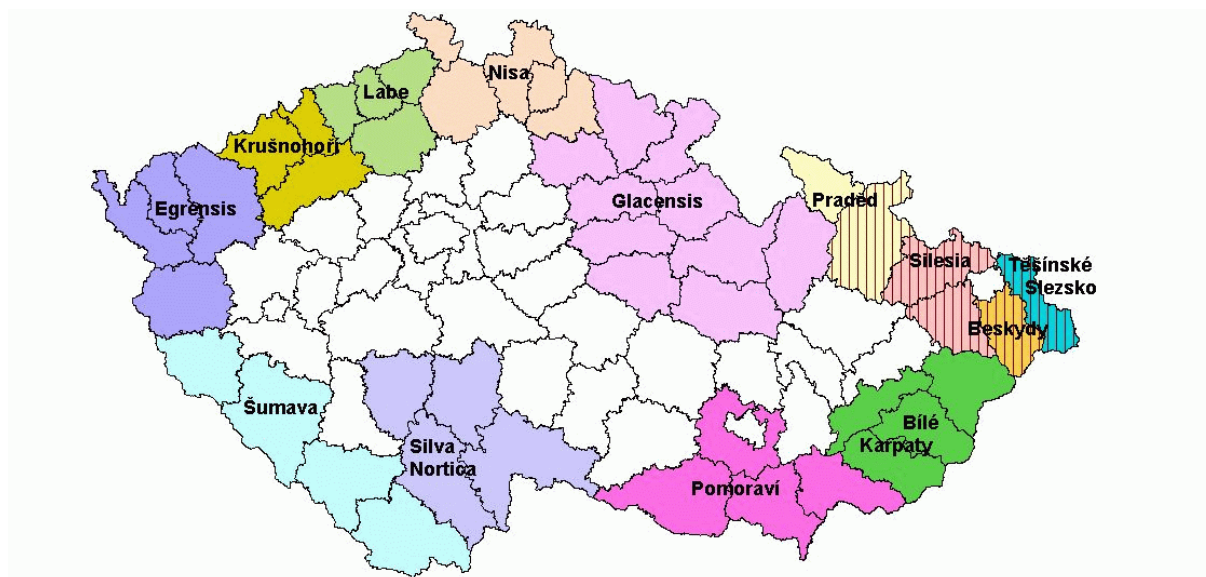 Nisa
Labe
Krušnohoří
Egrensis
Glacensis
Praděd
Silesia
Těšínské
Slezsko
Beskydy
Šumava
Silva
Nortica
Bílé
Karpaty
Pomoraví